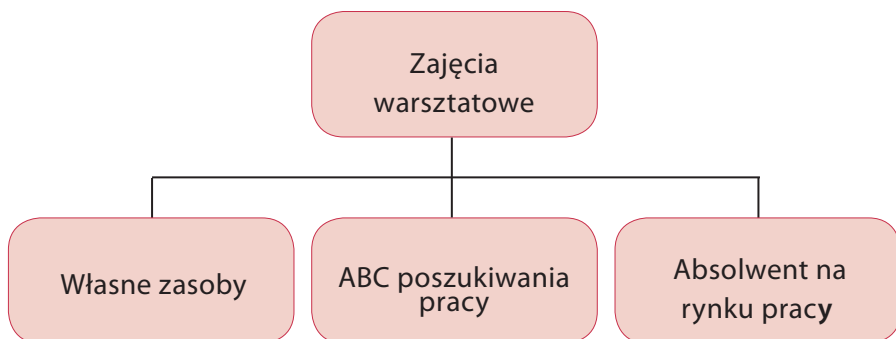 Zajęcia
warsztatowe
Własne zasoby
ABC poszukiwania
pracy
Absolwent na
rynku pracy